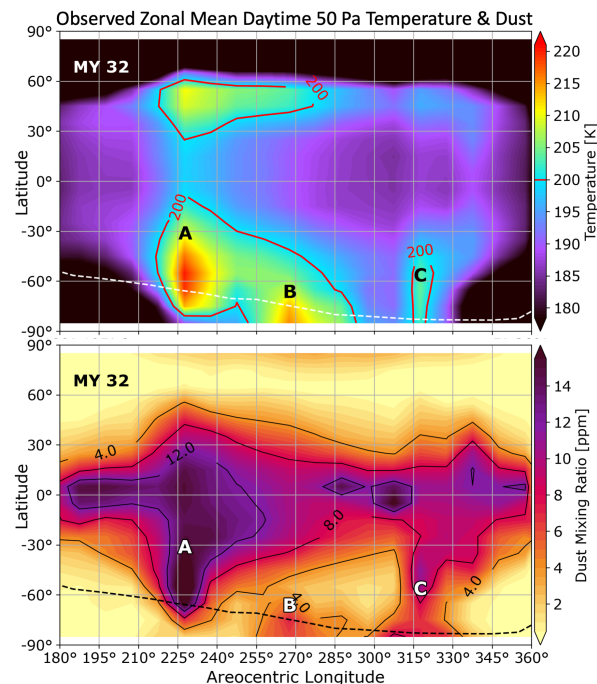 Observed Zonal Mean Daytime 50 Pa Temperature & Dust
90°
60°
30°
0°
-30°
-60°
-90°
Latitude
MY 32
200
200
200
A
B
C
220
215
210
205
200
195
190
185
180
Temperature [K]
90°
60°
30°
0°
-30°
-60°
-90°
Latitude
MY 32
4.0
12.0
8.0
4.0
4.0
A
B
C
14
12
10
8
6
4
2
Dust Mixing Ratio [ppm]
180° 195° 210° 225° 240° 255° 270° 285° 300° 315° 330° 345° 360°
Areocentric Longitude